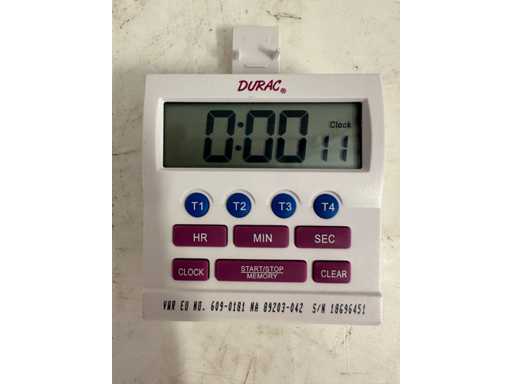 DURAC®
Clock
0:00 11
T1 T2 T3 T4
HR MIN SEC
CLOCK START/STOP MEMORY CLEAR
VWR EU NO. 609-0181 NA 89203-042 S/N 18696451